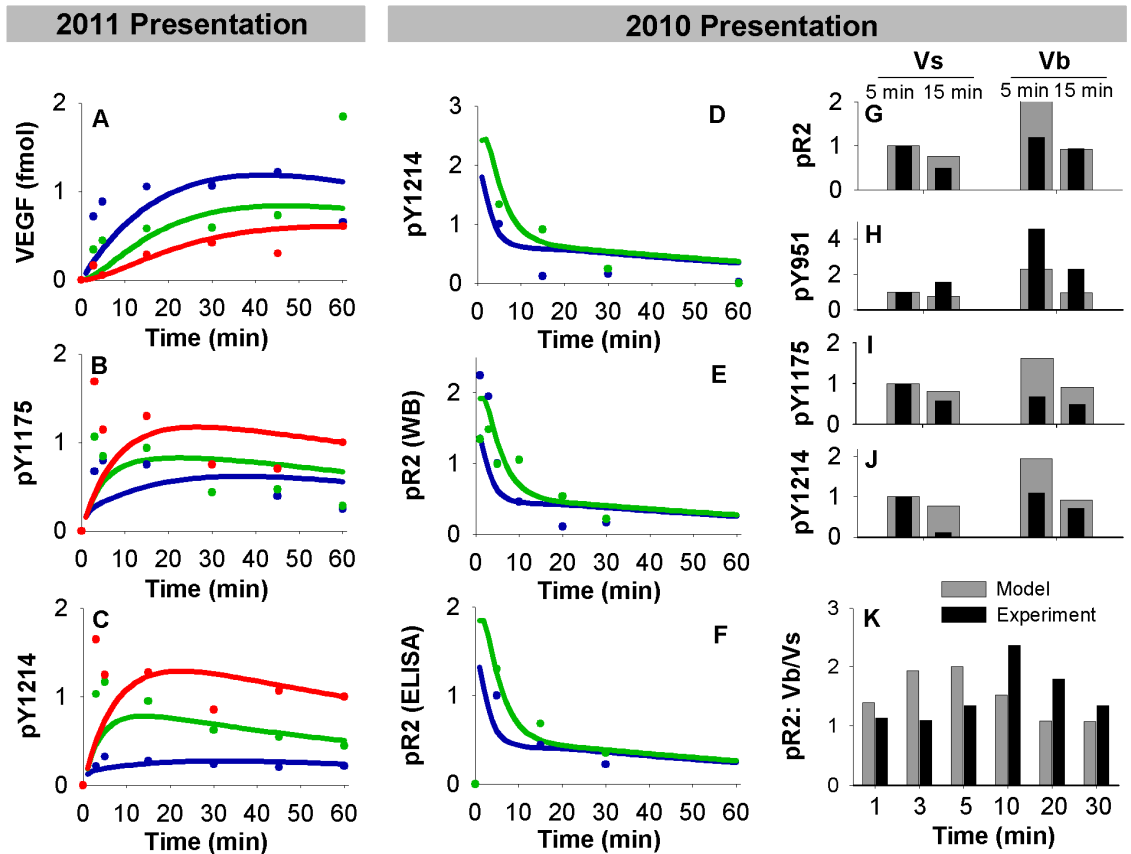 2011 Presentation
2010 Presentation
A
VEGF (fmol)
2
1
0
0 10 20 30 40 50 60
Time (min)
B
pY1175
2
1
0
0 10 20 30 40 50 60
Time (min)
C
pY1214
2
1
0
0 10 20 30 40 50 60
Time (min)
D
pY1214
3
2
1
0
0 10 20 30 40 50 60
Time (min)
E
pR2 (WB)
2
1
0
0 10 20 30 40 50 60
Time (min)
F
pR2 (ELISA)
2
1
0
0 10 20 30 40 50 60
Time (min)
Vs Vb
5 min 15 min 5 min 15 min
G
pR2
2
1
0
H
pY951
4
2
0
I
pY1175
2
1
0
J
pY1214
2
1
0
Model
Experiment
K
pR2: Vb/Vs
3
2
1
0
1 3 5 10 20 30
Time (min)